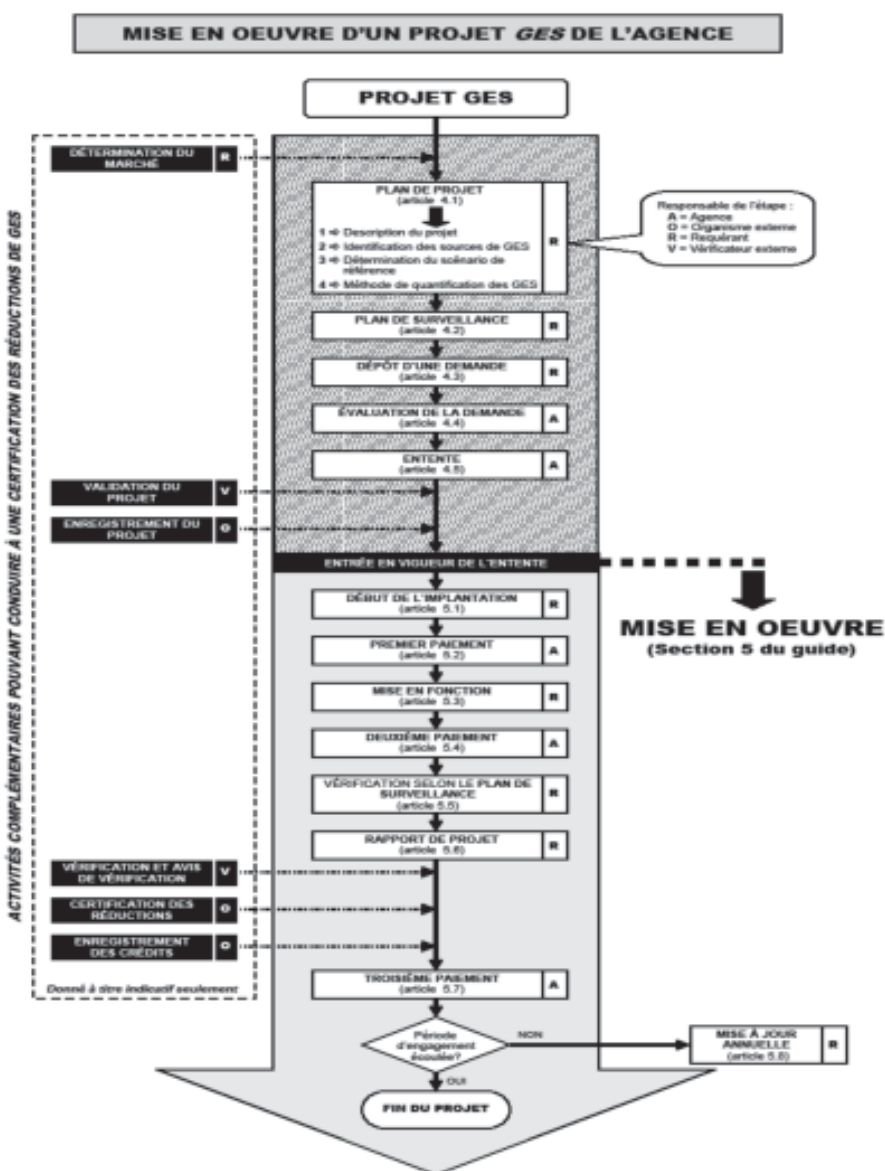 MISE EN OEUVRE D'UN PROJET GES DE L'AGENCE
PROJET GES
ACTIVITÉS COMPLÉMENTAIRES POUVANT CONDUIRE À UNE CERTIFICATION DES RÉDUCTIONS DE GES
DÉTERMINATION DU
MARCHÉ
R
PLAN DE PROJET
(article 4.1)
1 ⇨ Description du projet
2 ⇨ Identification des sources de GES
3 ⇨ Détermination du scénario de
référence
4 ⇨ Méthode de quantification des GES
R
Responsable de l'étape :
A = Agence
O = Organisme externe
R = Requérant
V = Vérificateur externe
PLAN DE SURVEILLANCE
(article 4.2)
R
DÉPÔT D'UNE DEMANDE
(article 4.3)
R
ÉVALUATION DE LA DEMANDE
(article 4.4)
A
ENTENTE
(article 4.5)
A
VALIDATION DU
PROJET
V
ENREGISTREMENT DU
PROJET
O
ENTRÉE EN VIGUEUR DE L'ENTENTE
MISE EN OEUVRE
(Section 5 du guide)
DÉBUT DE L'IMPLANTATION
(article 5.1)
R
PREMIER PAIEMENT
(article 5.2)
A
MISE EN FONCTION
(article 5.3)
R
DEUXIÈME PAIEMENT
(article 5.4)
A
VÉRIFICATION SELON LE PLAN DE
SURVEILLANCE
(article 5.5)
R
RAPPORT DE PROJET
(article 5.6)
R
VÉRIFICATION ET AVIS
DE VÉRIFICATION
V
CERTIFICATION DES
RÉDUCTIONS
O
ENREGISTREMENT
DES CRÉDITS
O
Donné à titre indicatif seulement
TROISIÈME PAIEMENT
(article 5.7)
A
Période
d'engagement
écoulée?
NON
MISE À JOUR
ANNUELLE
(article 5.8)
R
OUI
FIN DU PROJET